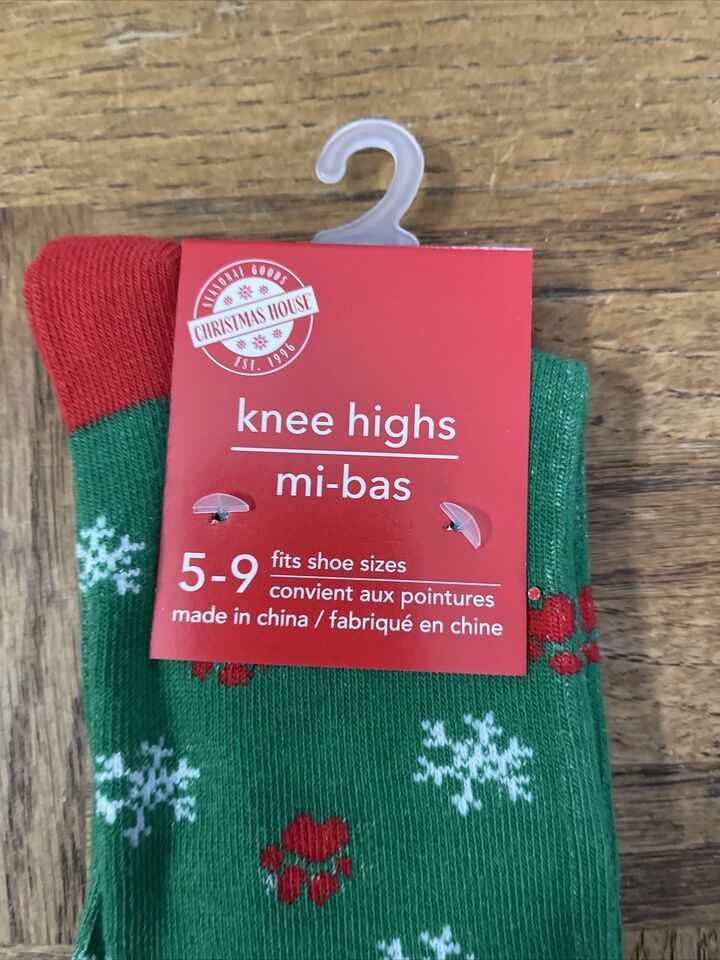 SEASONAL GOODS
CHRISTMAS HOUSE
EST. 1996
knee highs
mi-bas
5-9
fits shoe sizes
convient aux pointures
made in china / fabriqué en chine